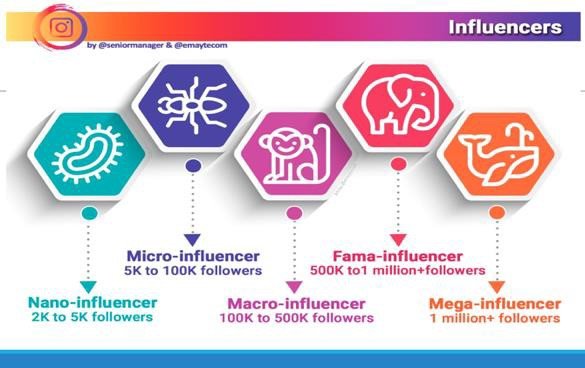 Influencers
by @seniormanager & @emaytecom
Micro-influencer
5K to 100K followers
Fama-influencer
500K to1 million+followers
Nano-influencer
2K to 5K followers
Macro-influencer
100K to 500K followers
Mega-influencer
1 million+ followers